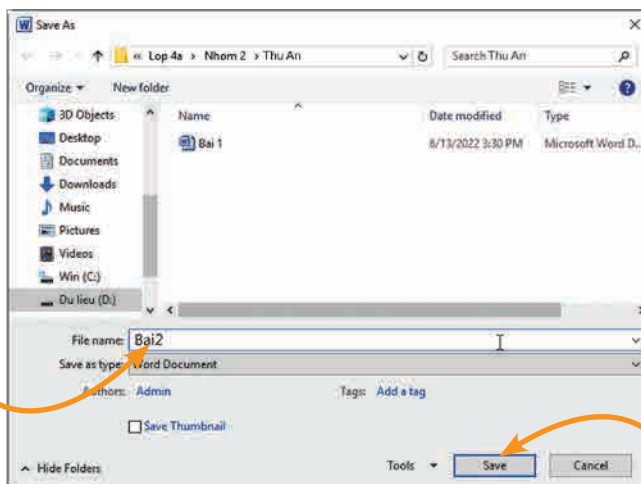 Save As
« Lop 4a > Nhom 2 > Thu An
Search Thu An
Organize
New folder
3D Objects
Desktop
Documents
Downloads
Music
Pictures
Videos
Win (C:)
Du lieu (D:)
Name
Date modified
Type
Bai 1
8/13/2022 3:30 PM
Microsoft Word D...
File name: Bai2
Save as type: Word Document
Authors: Admin
Tags: Add a tag
Save Thumbnail
Hide Folders
Tools
Save
Cancel